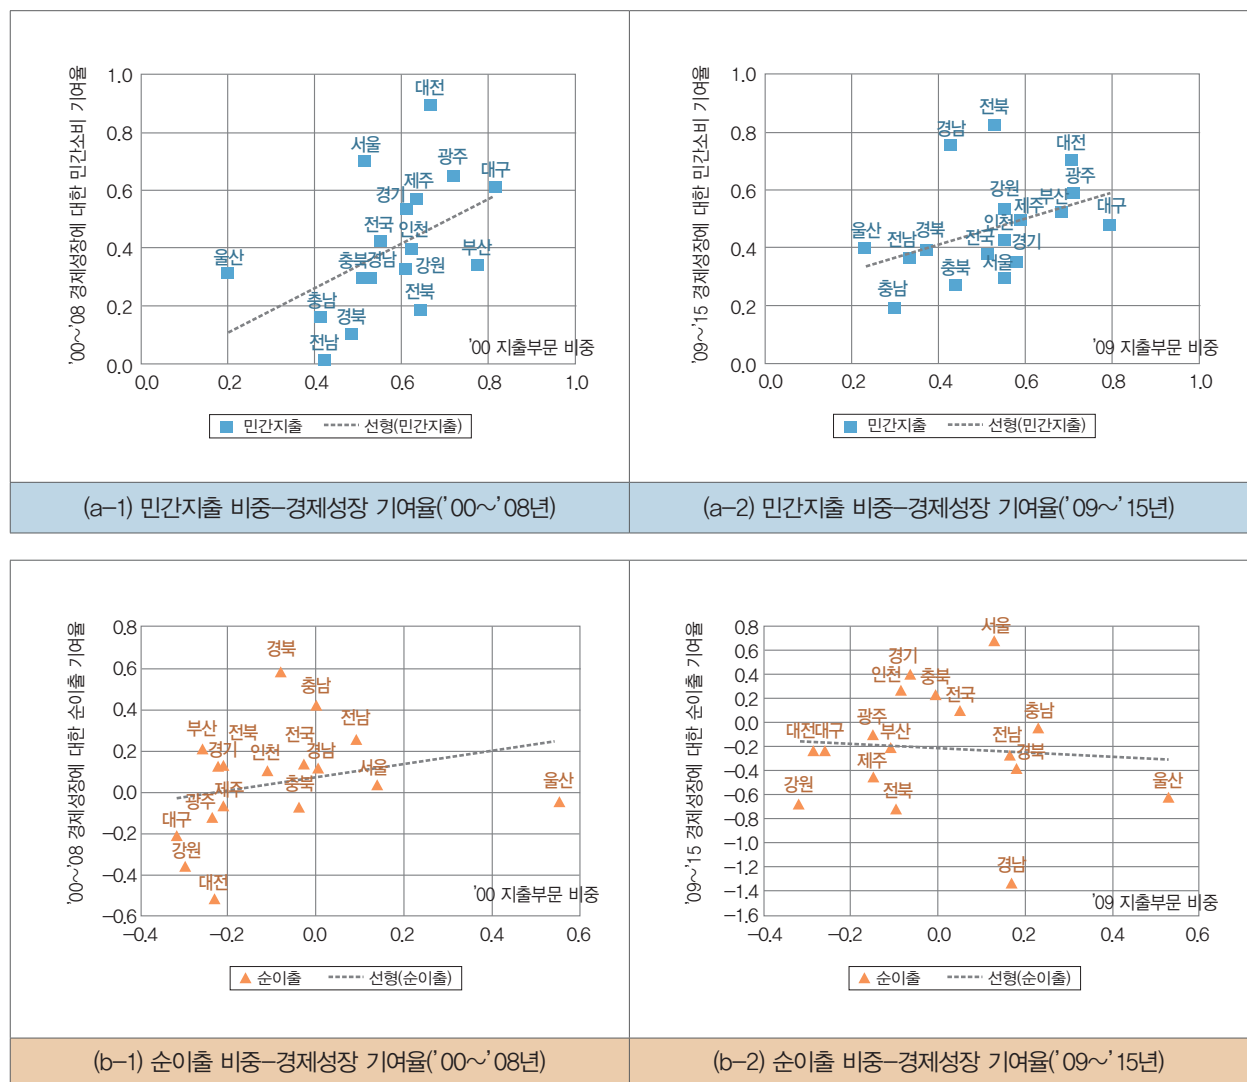 '00～'08 경제성장에 대한 민간소비 기여율
1.0
0.8
0.6
0.4
0.2
0.0
대전
서울
광주
대구
제주
경기
전국
인천
부산
울산
충북
경남
강원
전북
충남
경북
전남
'00 지출부문 비중
0.0 0.2 0.4 0.6 0.8 1.0
민간지출 선형(민간지출)
(a-1) 민간지출 비중-경제성장 기여율('00～'08년)
'09～'15 경제성장에 대한 민간소비 기여율
1.0
0.8
0.6
0.4
0.2
0.0
전북
경남
대전
광주
강원
제주
부산
대구
울산
전남
경북
전국
인천
경기
서울
충북
충남
'09 지출부문 비중
0.0 0.2 0.4 0.6 0.8 1.0
민간지출 선형(민간지출)
(a-2) 민간지출 비중-경제성장 기여율('09～'15년)
'00～'08 경제성장에 대한 순이출 기여율
0.8
0.6
0.4
0.2
0.0
-0.2
-0.4
-0.6
경북
충남
전남
부산
전북
전국
경기
인천
경남
서울
울산
제주
충북
광주
대구
강원
대전
'00 지출부문 비중
-0.4 -0.2 0.0 0.2 0.4 0.6
순이출 선형(순이출)
(b-1) 순이출 비중-경제성장 기여율('00～'08년)
'09～'15 경제성장에 대한 순이출 기여율
0.8
0.6
0.4
0.2
0.0
-0.2
-0.4
-0.6
-0.8
-1.0
-1.2
-1.4
-1.6
서울
경기
인천
충북
전국
충남
광주
대전
대구
부산
전남
경북
제주
강원
전북
울산
경남
'09 지출부문 비중
-0.4 -0.2 0.0 0.2 0.4 0.6
순이출 선형(순이출)
(b-2) 순이출 비중-경제성장 기여율('09～'15년)